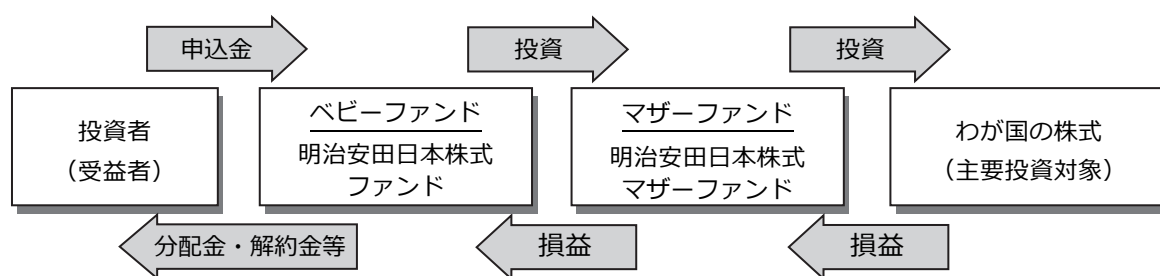 申込金
投資
投資
投資者
（受益者）
ベビーファンド
明治安田日本株式
ファンド
マザーファンド
明治安田日本株式
マザーファンド
わが国の株式
（主要投資対象）
分配金・解約金等
損益
損益